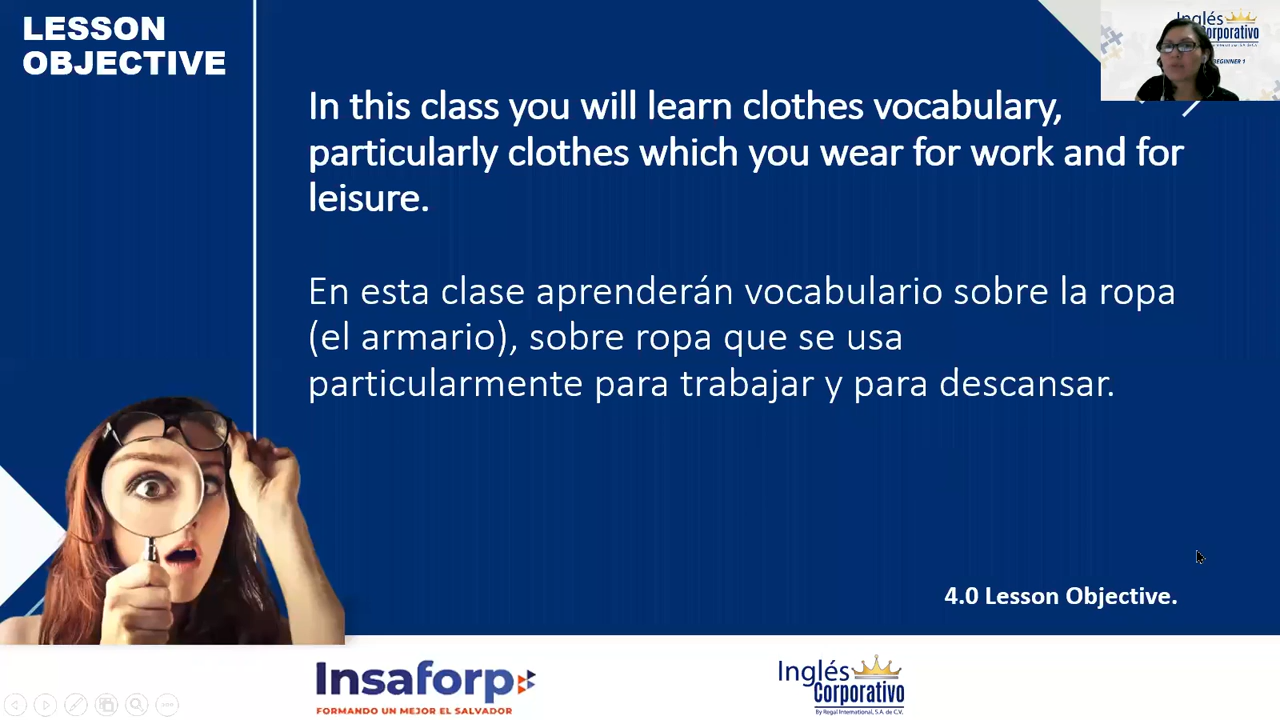 LESSON
OBJECTIVE
Inglés
Corporativo
BEGINNER 1
In this class you will learn clothes vocabulary,
particularly clothes which you wear for work and for
leisure.
En esta clase aprenderán vocabulario sobre la ropa
(el armario), sobre ropa que se usa
particularmente para trabajar y para descansar.
4.0 Lesson Objective.
Insaforp
FORMANDO UN MEJOR EL SALVADOR
Inglés
Corporativo
By Regal International, S.A. de C.V.